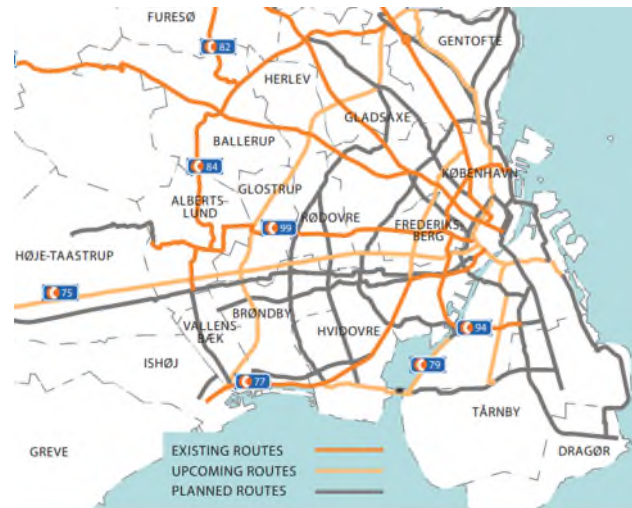 FURESØ
GENTOFTE
82
HERLEV
GLADSAXE
BALLERUP
84
KØBENHAVN
GLOSTRUP
ALBERTS-
LUND
RØDOVRE
99
FREDERIKS
BERG
HØJE-TAASTRUP
75
BRØNDBY
VALLENS-
BÆK
HVIDOVRE
94
ISHØJ
79
77
TÅRNBY
GREVE
DRAGØR
EXISTING ROUTES
UPCOMING ROUTES
PLANNED ROUTES